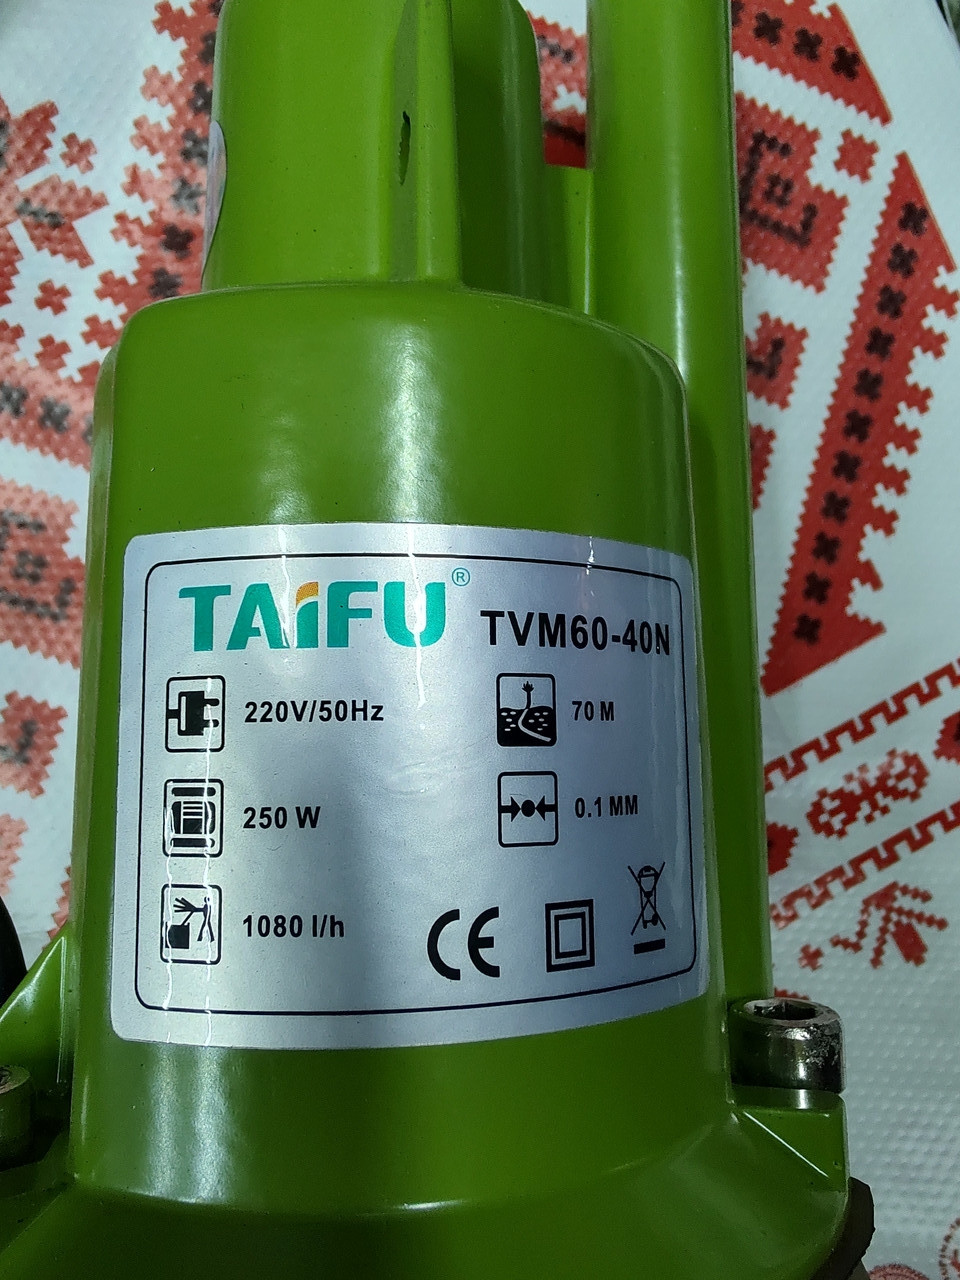 TAiFU®
TVM60-40N
220V/50Hz
70 M
250 W
0.1 MM
1080 l/h
CE